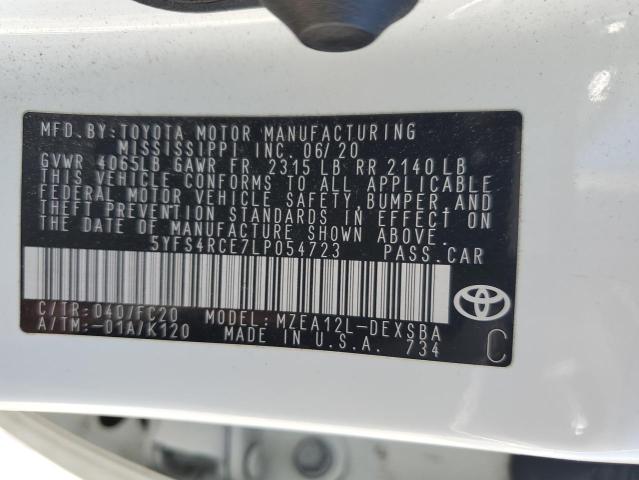 MFD. BY: TOYOTA MOTOR MANUFACTURING
MISSISSIPPI INC. 06/20
GVWR 4065LB GAWR FR 2315 LB RR 2140 LB
THIS VEHICLE CONFORMS TO ALL APPLICABLE
FEDERAL MOTOR VEHICLE SAFETY, BUMPER, AND
THEFT PREVENTION STANDARDS IN EFFECT ON
THE DATE OF MANUFACTURE SHOWN ABOVE.
5YFS4RCE7LP054723 PASS. CAR
C/TR: 040/FC20 MODEL: MZEA12L-DEXSBA
A/TM: -01A/K120 MADE IN U.S.A. 734
C